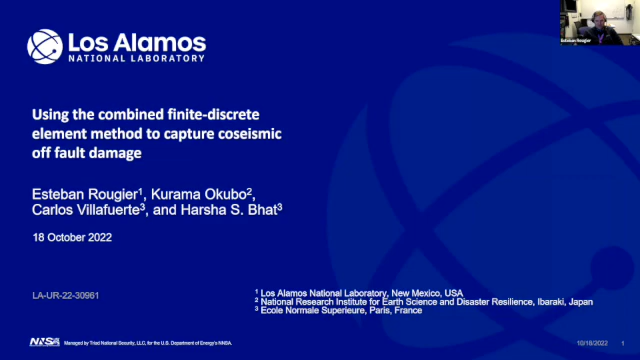 Los Alamos
NATIONAL LABORATORY
Esteban Rougier
Using the combined finite-discrete
element method to capture coseismic
off fault damage
Esteban Rougier1, Kurama Okubo2,
Carlos Villafuerte3, and Harsha S. Bhat3
18 October 2022
LA-UR-22-30961
1 Los Alamos National Laboratory, New Mexico, USA
2 National Research Institute for Earth Science and Disaster Resilience, Ibaraki, Japan
3 Ecole Normale Superieure, Paris, France
NNSA
Managed by Triad National Security, LLC, for the U.S. Department of Energy's NNSA.
10/18/2022
1